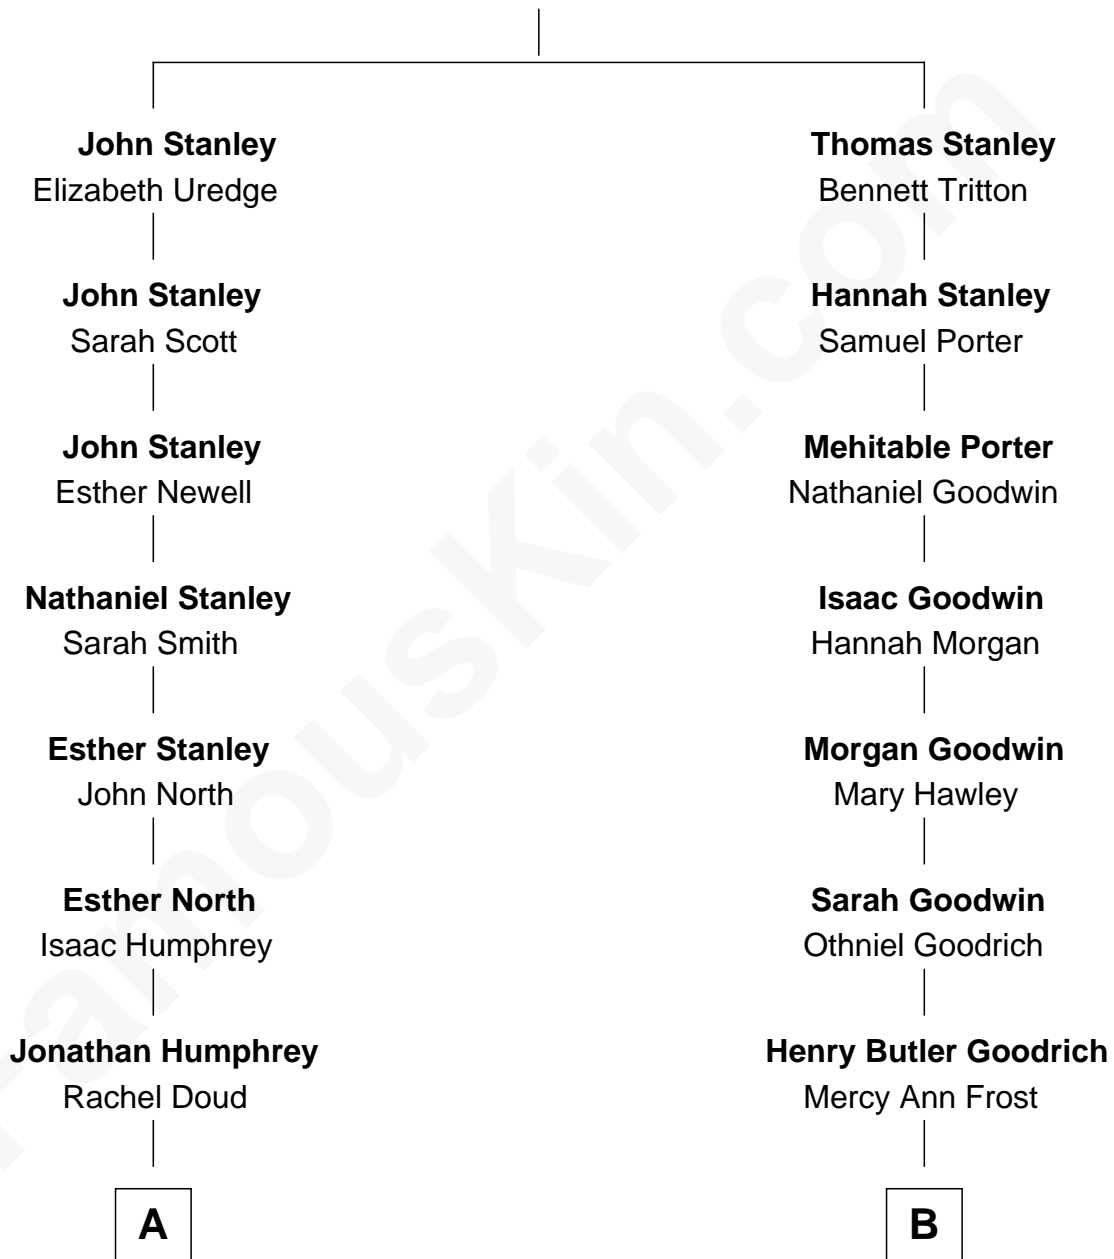 John Stanley
Elizabeth Uredge
John Stanley
Sarah Scott
John Stanley
Esther Newell
Nathaniel Stanley
Sarah Smith
Esther Stanley
John North
Esther North
Isaac Humphrey
Jonathan Humphrey
Rachel Doud
A
Thomas Stanley
Bennett Tritton
Hannah Stanley
Samuel Porter
Mehitable Porter
Nathaniel Goodwin
Isaac Goodwin
Hannah Morgan
Morgan Goodwin
Mary Hawley
Sarah Goodwin
Othniel Goodrich
Henry Butler Goodrich
Mercy Ann Frost
B
FamousKin.com